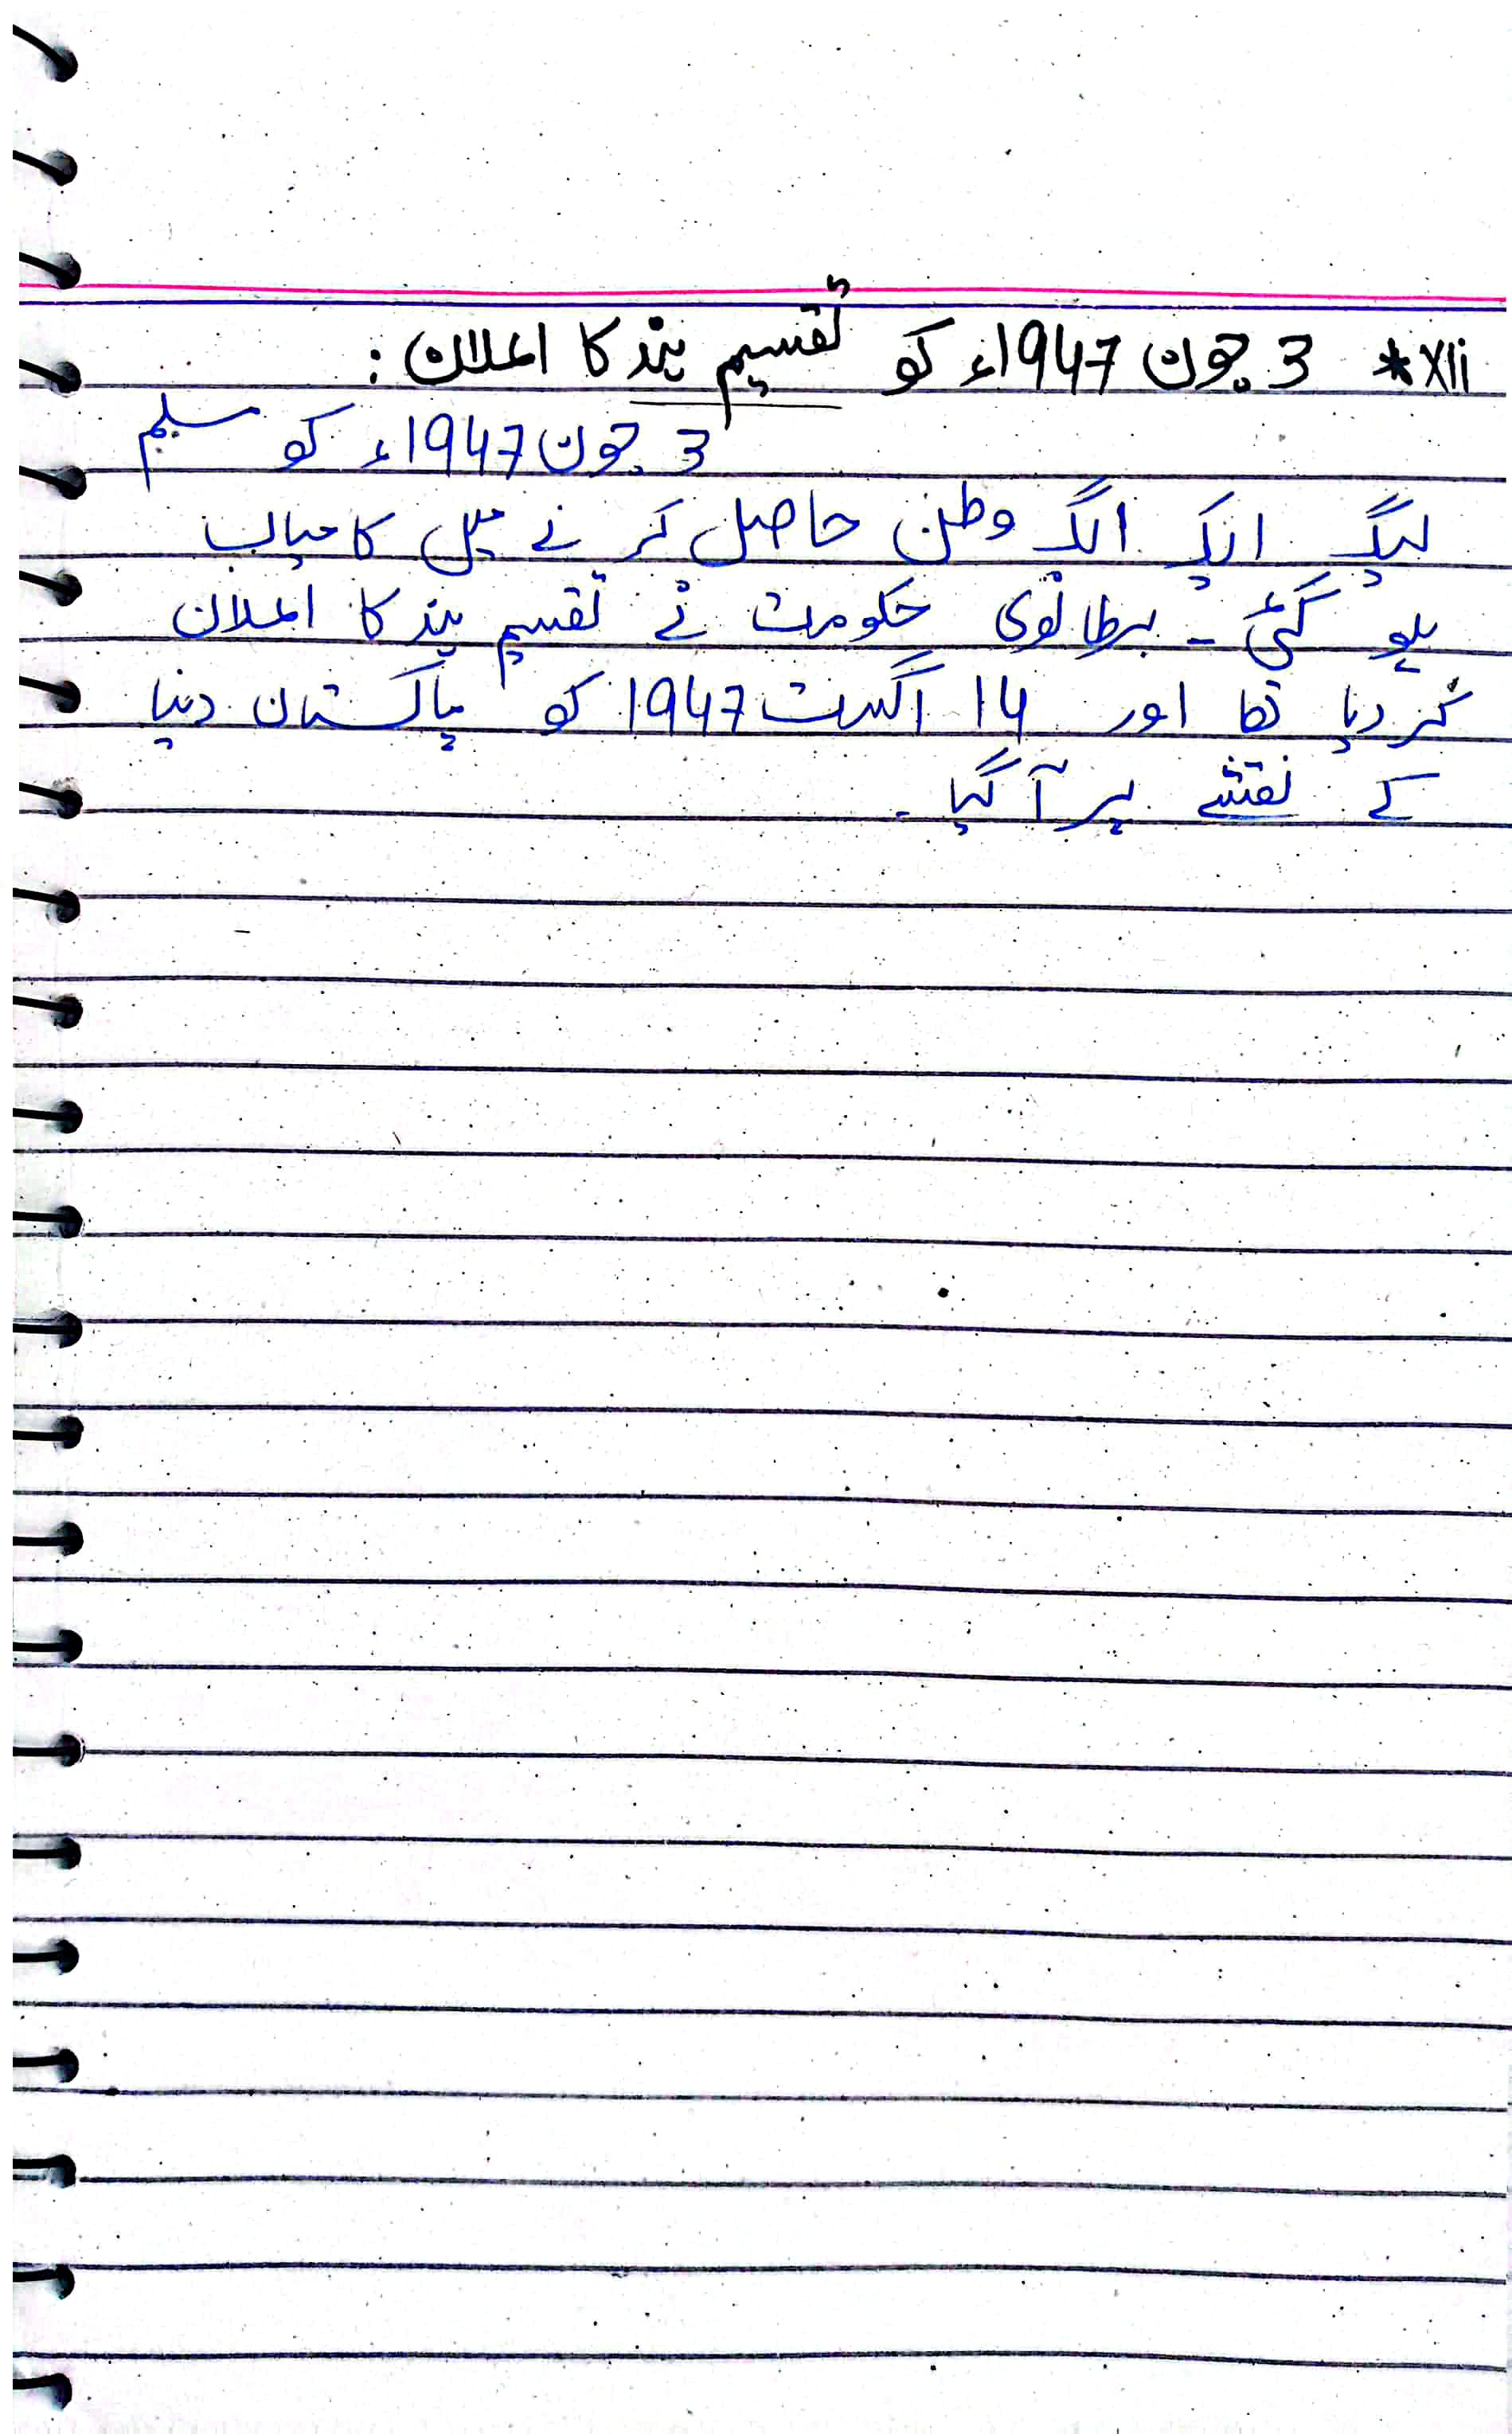 xii* 3 جون 1947ء کو تقسیم ہند کا اعلان :
3 جون 1947ء کو مسلم
لیگ ایک الگ وطن حاصل کر نے میں کامیاب
ہو گئی ۔ برطانوی حکومت نے تقسیم ہند کا اعلان
کر دیا تھا اور 14 اگست 1947 کو پاکستان دنیا
کے نقشے پر آ گیا ۔